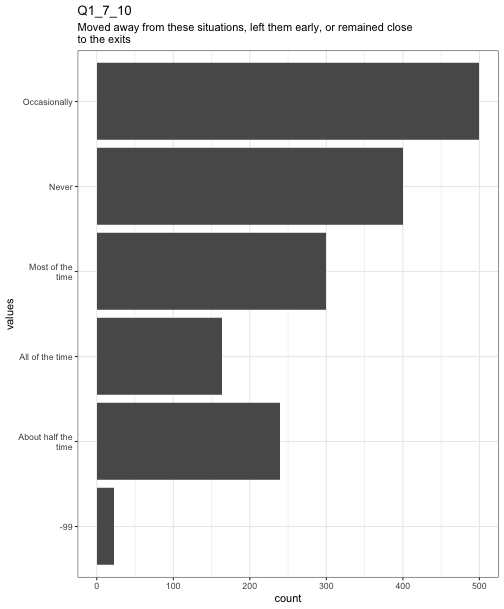 Q1_7_10
Moved away from these situations, left them early, or remained close
to the exits
values
Occasionally
Never
Most of the
time
All of the time
About half the
time
-99
0
100
200
300
400
500
count